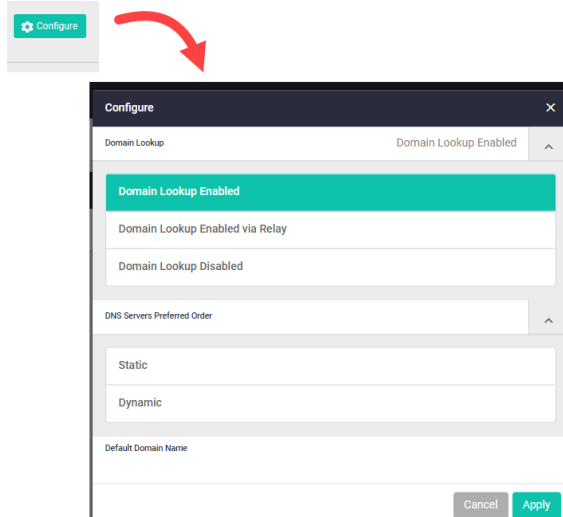 Configure
Configure
Domain Lookup
Domain Lookup Enabled
Domain Lookup Enabled
Domain Lookup Enabled via Relay
Domain Lookup Disabled
DNS Servers Preferred Order
Static
Dynamic
Default Domain Name
Cancel
Apply